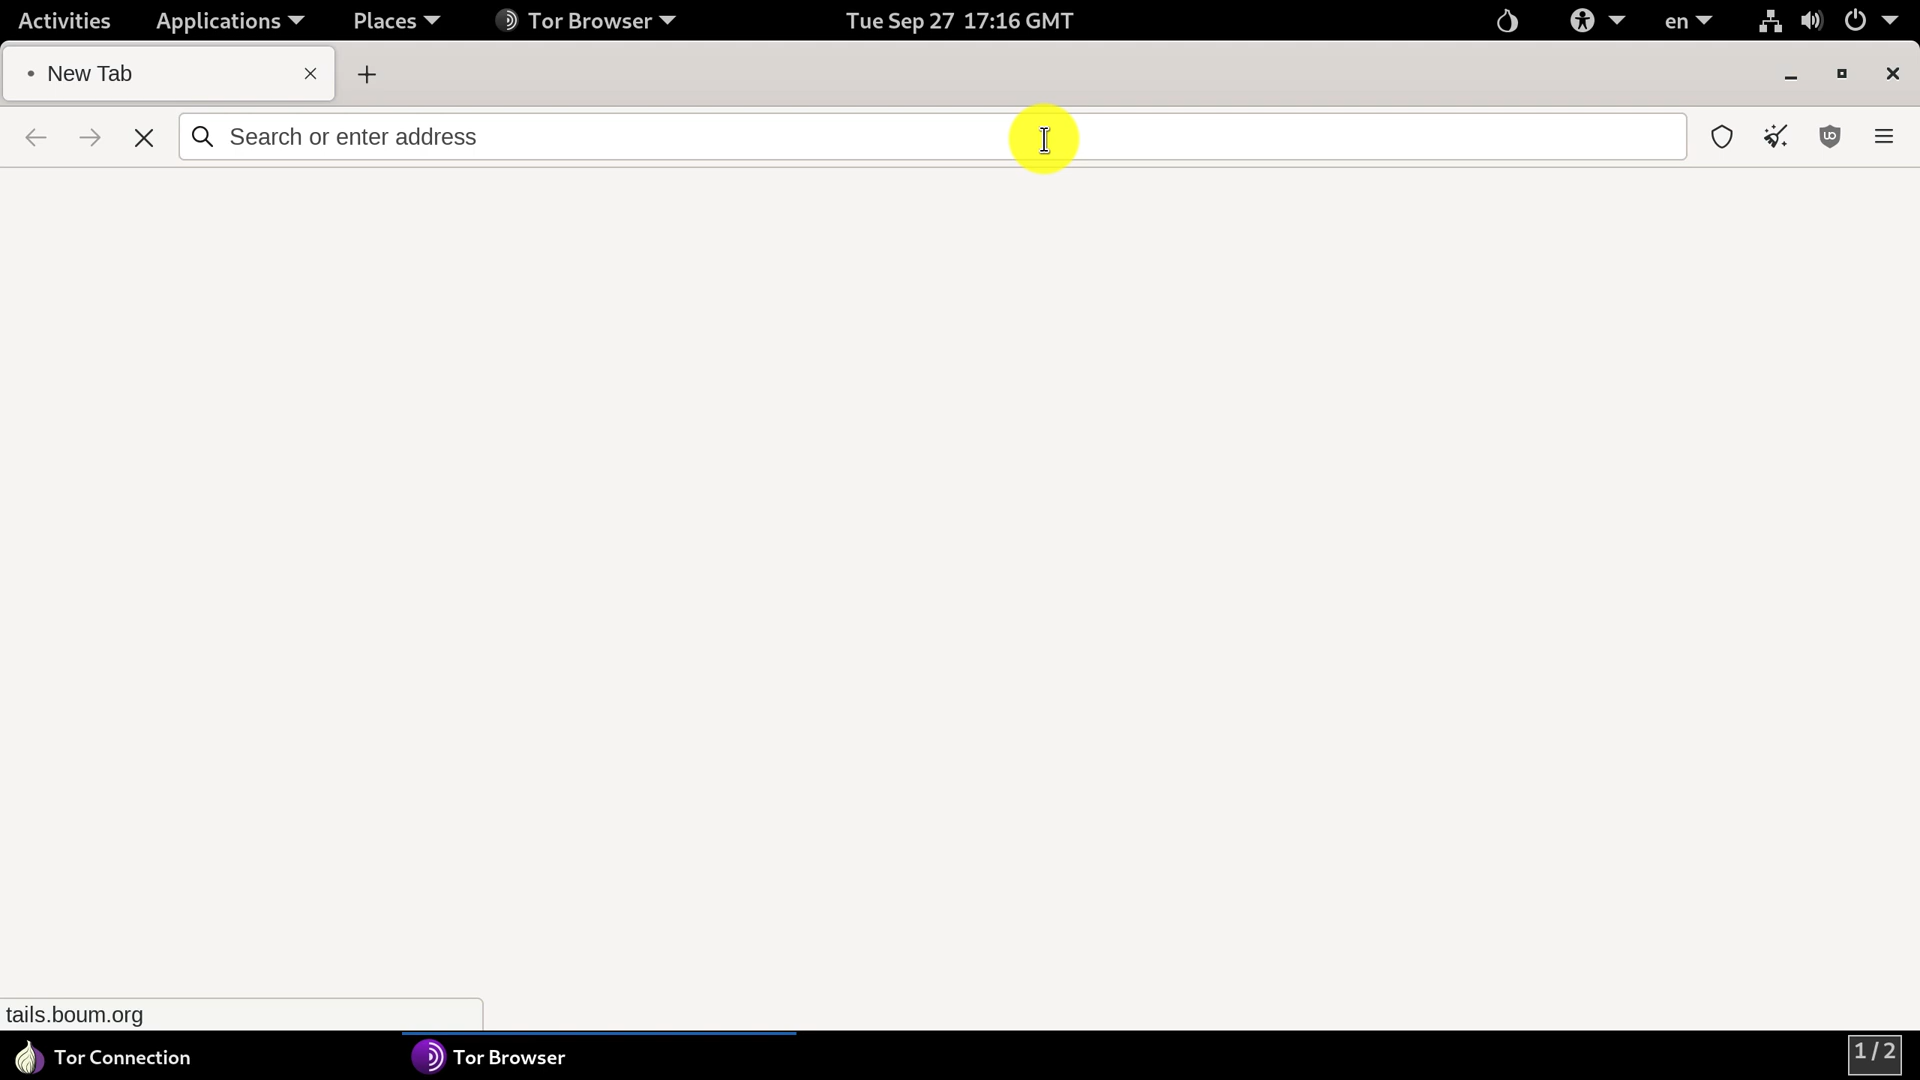 Activities Applications Places Tor Browser Tue Sep 27 17:16 GMT en
New Tab
Search or enter address
tails.boum.org
Tor Connection Tor Browser 1/2